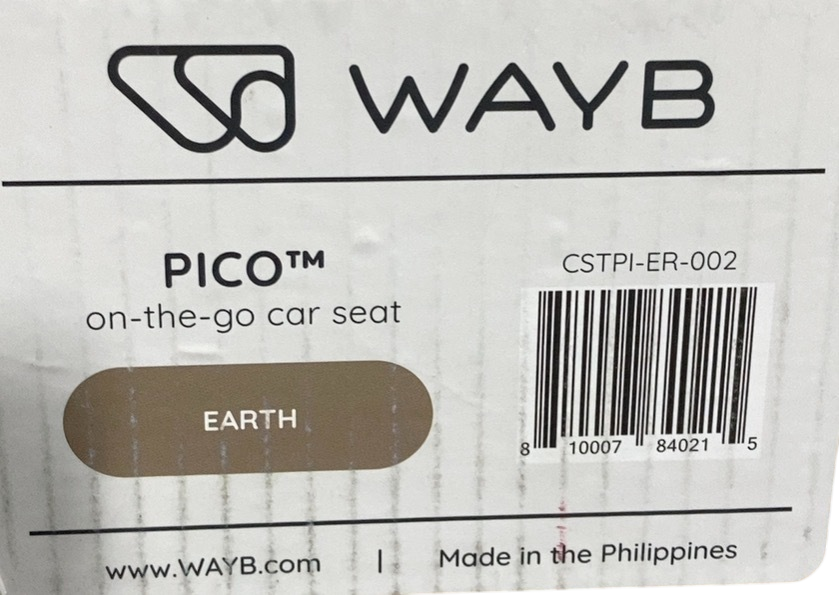 WAYB
PICO™
on-the-go car seat
EARTH
CSTPI-ER-002
8 10007 84021 5
www.WAYB.com | Made in the Philippines